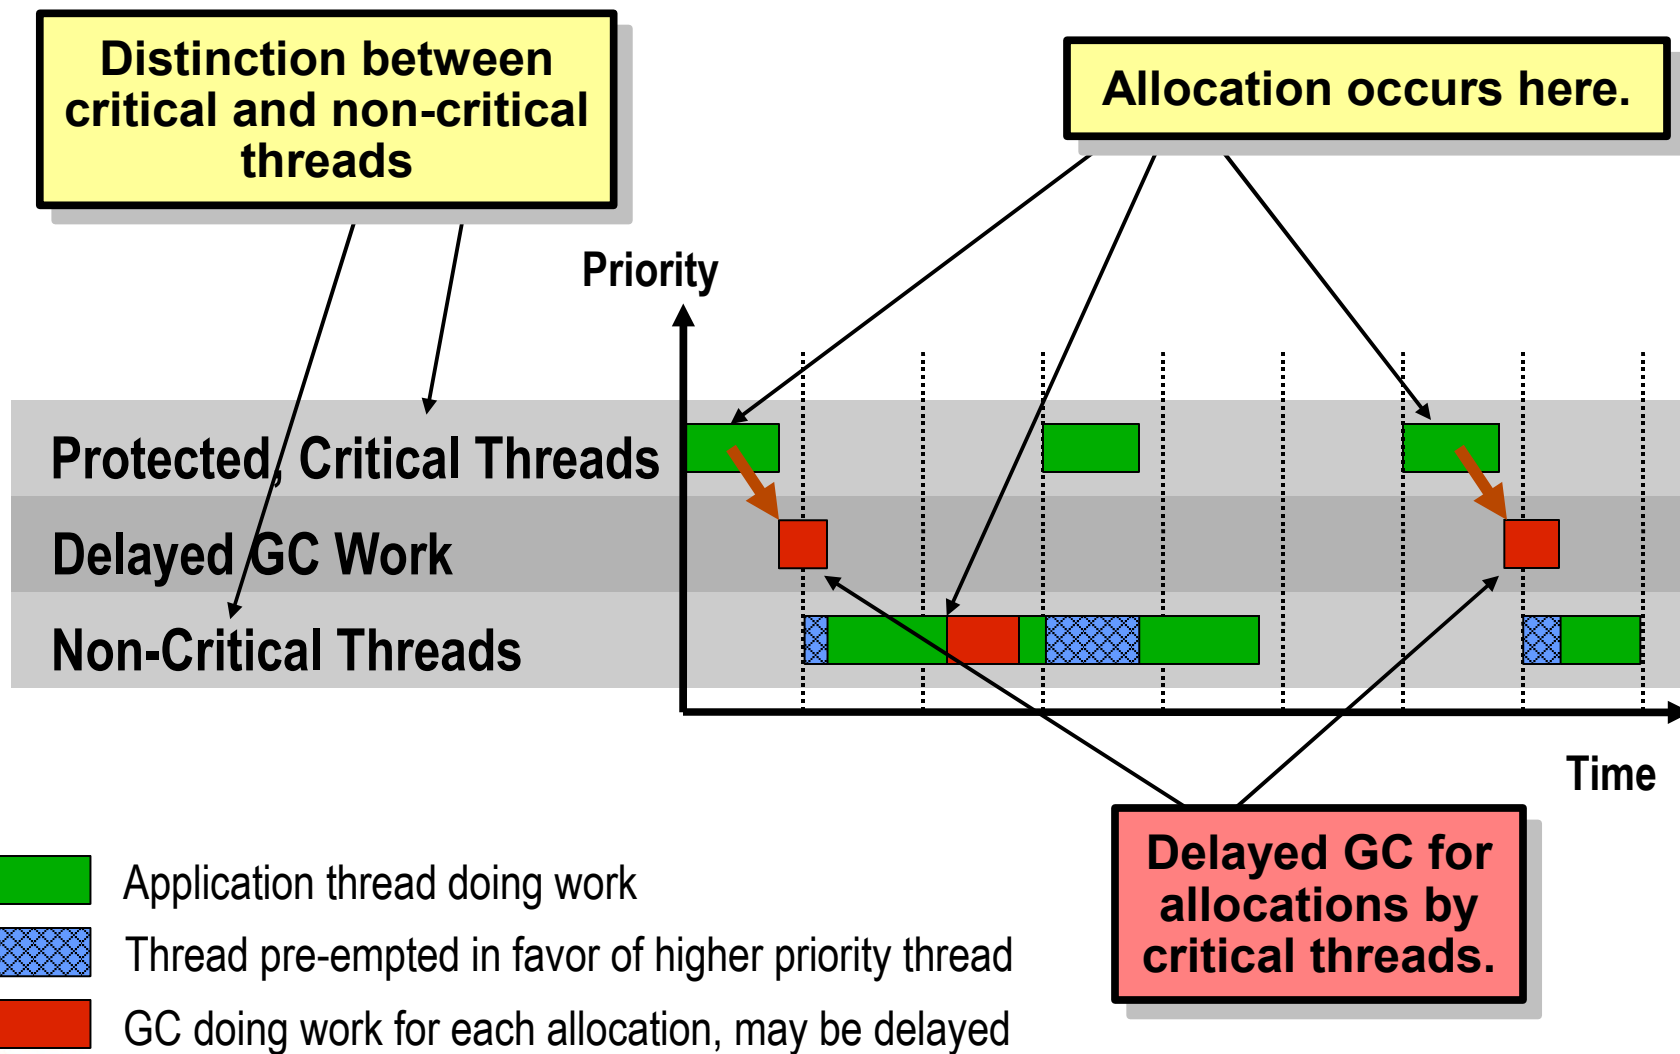 Distinction between
critical and non-critical
threads
Allocation occurs here.
Priority
Protected, Critical Threads
Delayed GC Work
Non-Critical Threads
Time
Delayed GC for
allocations by
critical threads.
Application thread doing work
Thread pre-empted in favor of higher priority thread
GC doing work for each allocation, may be delayed